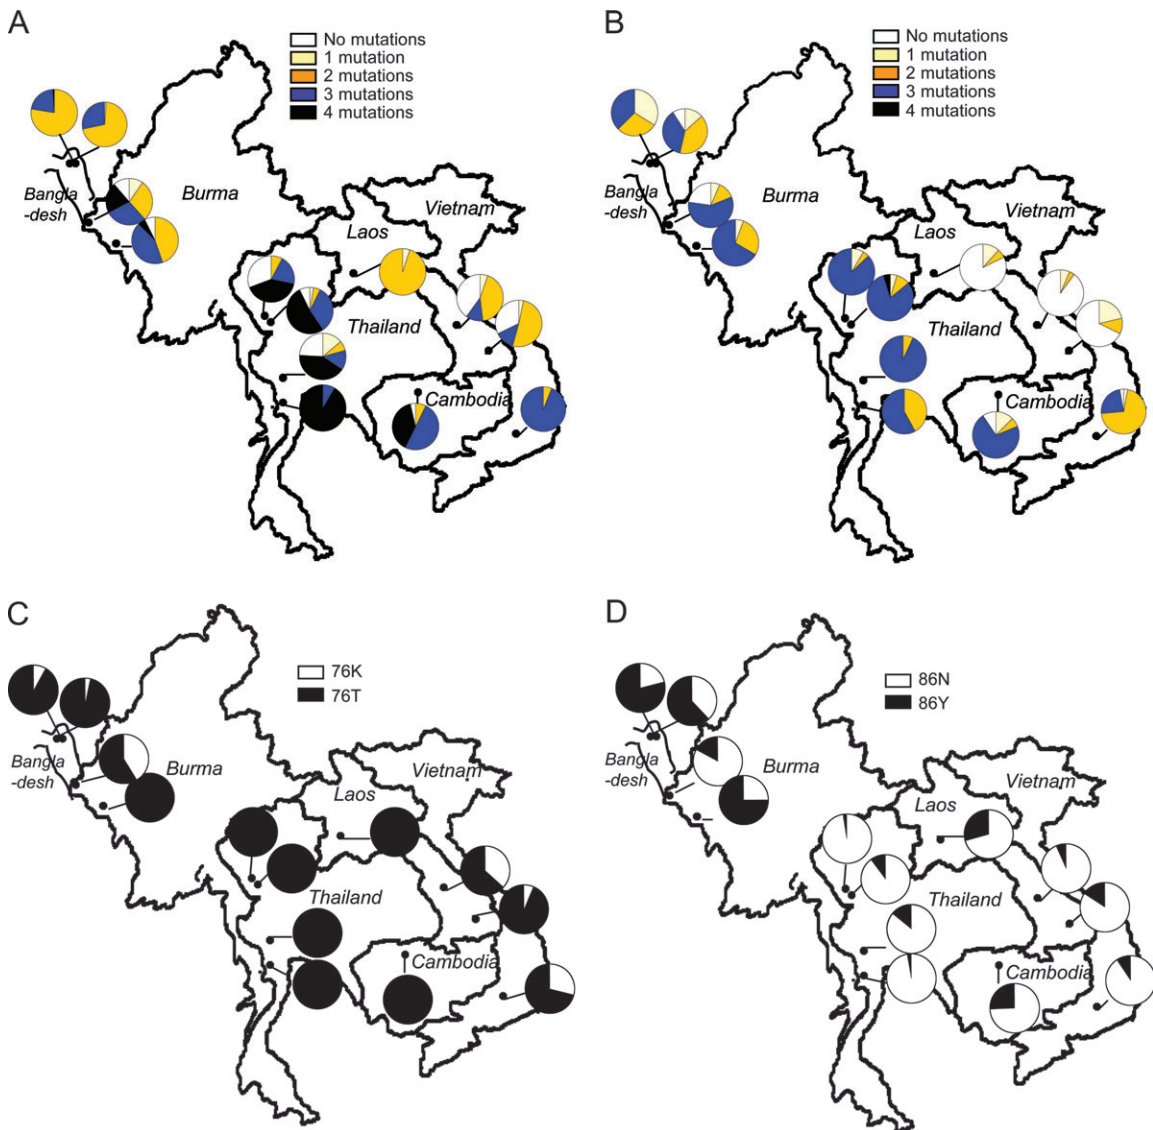 A
No mutations
1 mutation
2 mutations
3 mutations
4 mutations
Bangla
-desh
Burma
Vietnam
Laos
Thailand
Cambodia
B
No mutations
1 mutation
2 mutations
3 mutations
4 mutations
Bangla
-desh
Burma
Vietnam
Laos
Thailand
Cambodia
C
76K
76T
Bangla
-desh
Burma
Vietnam
Laos
Thailand
Cambodia
D
86N
86Y
Bangla
-desh
Burma
Vietnam
Laos
Thailand
Cambodia